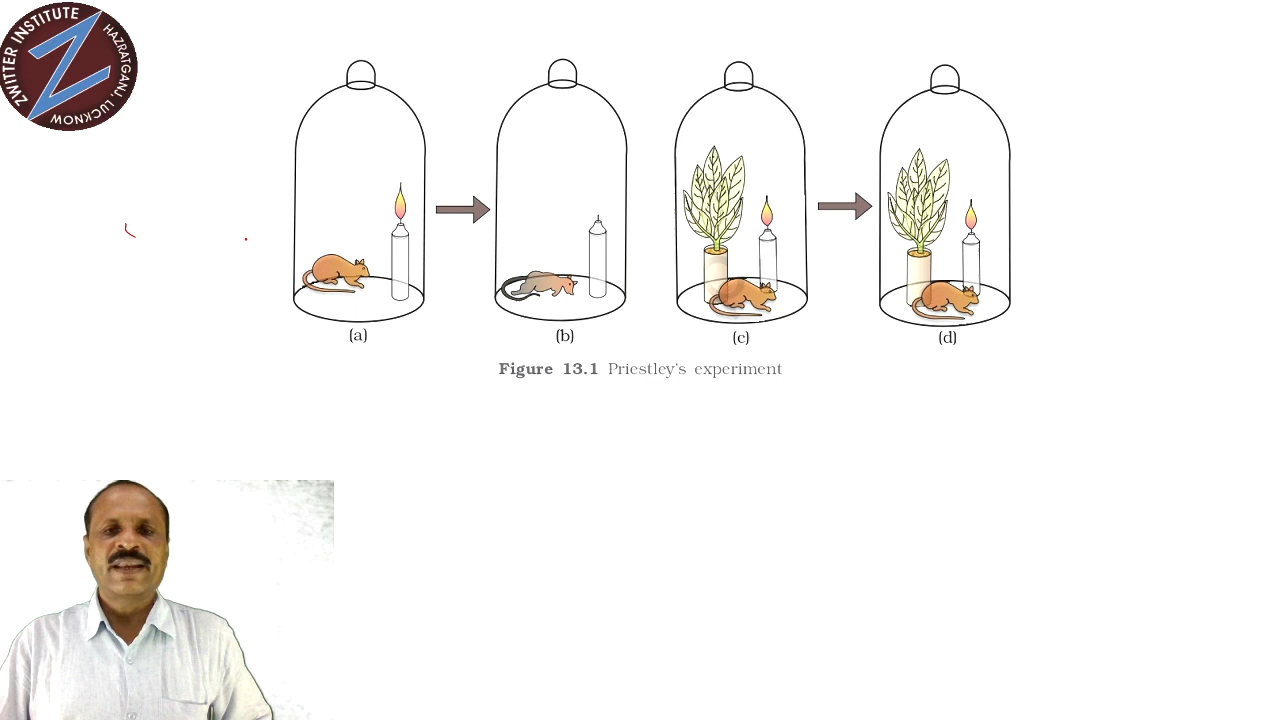 ZWITTER INSTITUTE
HAZRATGANJ, LUCKNOW
Z
(a)
(b)
(c)
(d)
Figure 13.1 Priestley's experiment